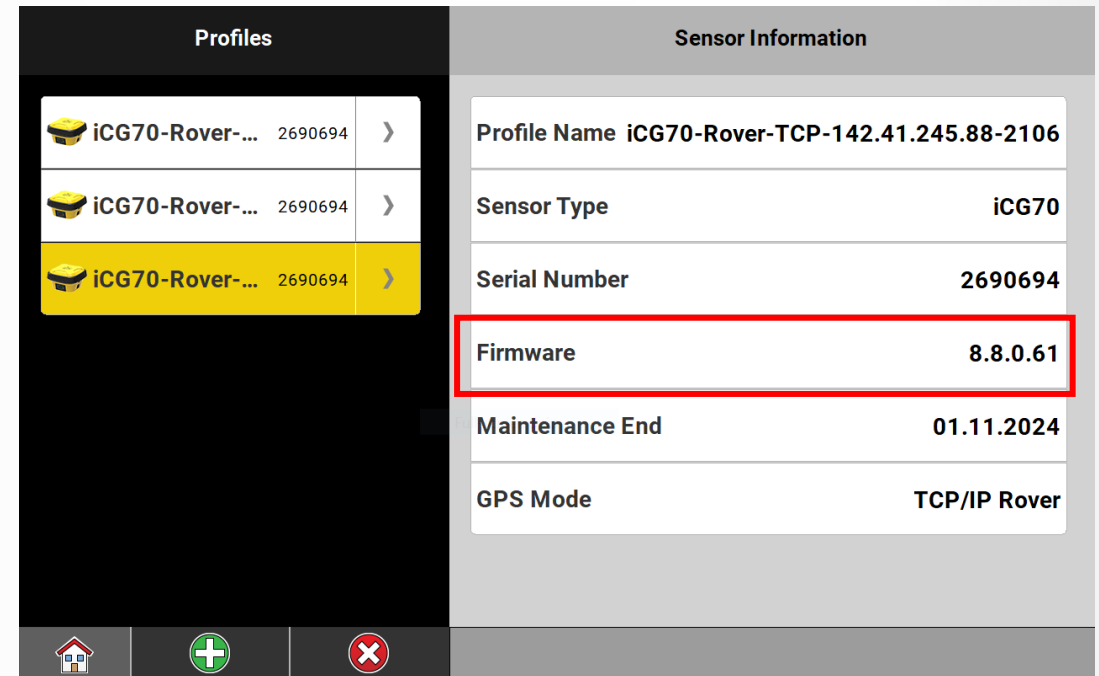 Profiles
iCG70-Rover-... 2690694
iCG70-Rover-... 2690694
iCG70-Rover-... 2690694
Sensor Information
Profile Name iCG70-Rover-TCP-142.41.245.88-2106
Sensor Type iCG70
Serial Number 2690694
Firmware 8.8.0.61
Maintenance End 01.11.2024
GPS Mode TCP/IP Rover